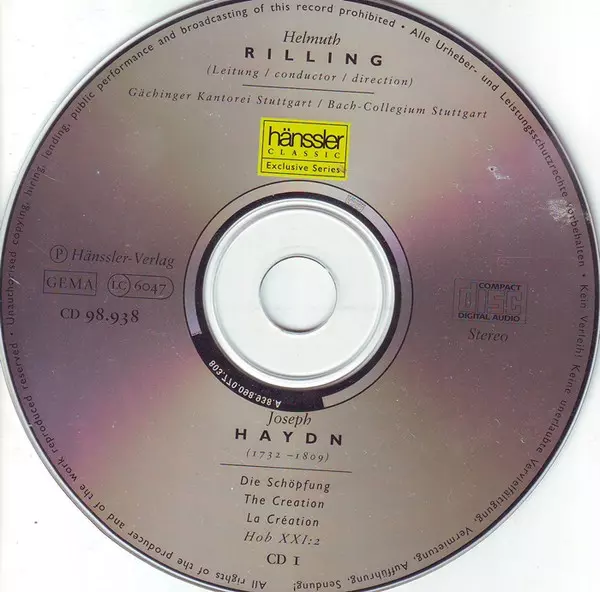 Helmuth
RILLING
(Leitung / conductor / direction)
Gächinger Kantorei Stuttgart / Bach-Collegium Stuttgart
hänssler
CLASSIC
Exclusive Series
Ⓟ Hänssler-Verlag
GEMA LC 6047
CD 98.938
COMPACT
DISC
DIGITAL AUDIO
Stereo
Joseph
HAYDN
(1732 –1809)
Die Schöpfung
The Creation
La Création
Hob XXI:2
CD 1
All rights of the producer and of the work reproduced reserved • Unauthorised copying, hiring, lending, public performance and broadcasting of this record prohibited • Alle Urheber- und Leistungsschutzrechte vorbehalten • Kein Verleih! Keine unerlaubte Vervielfältigung, Vermietung, Aufführung, Sendung!